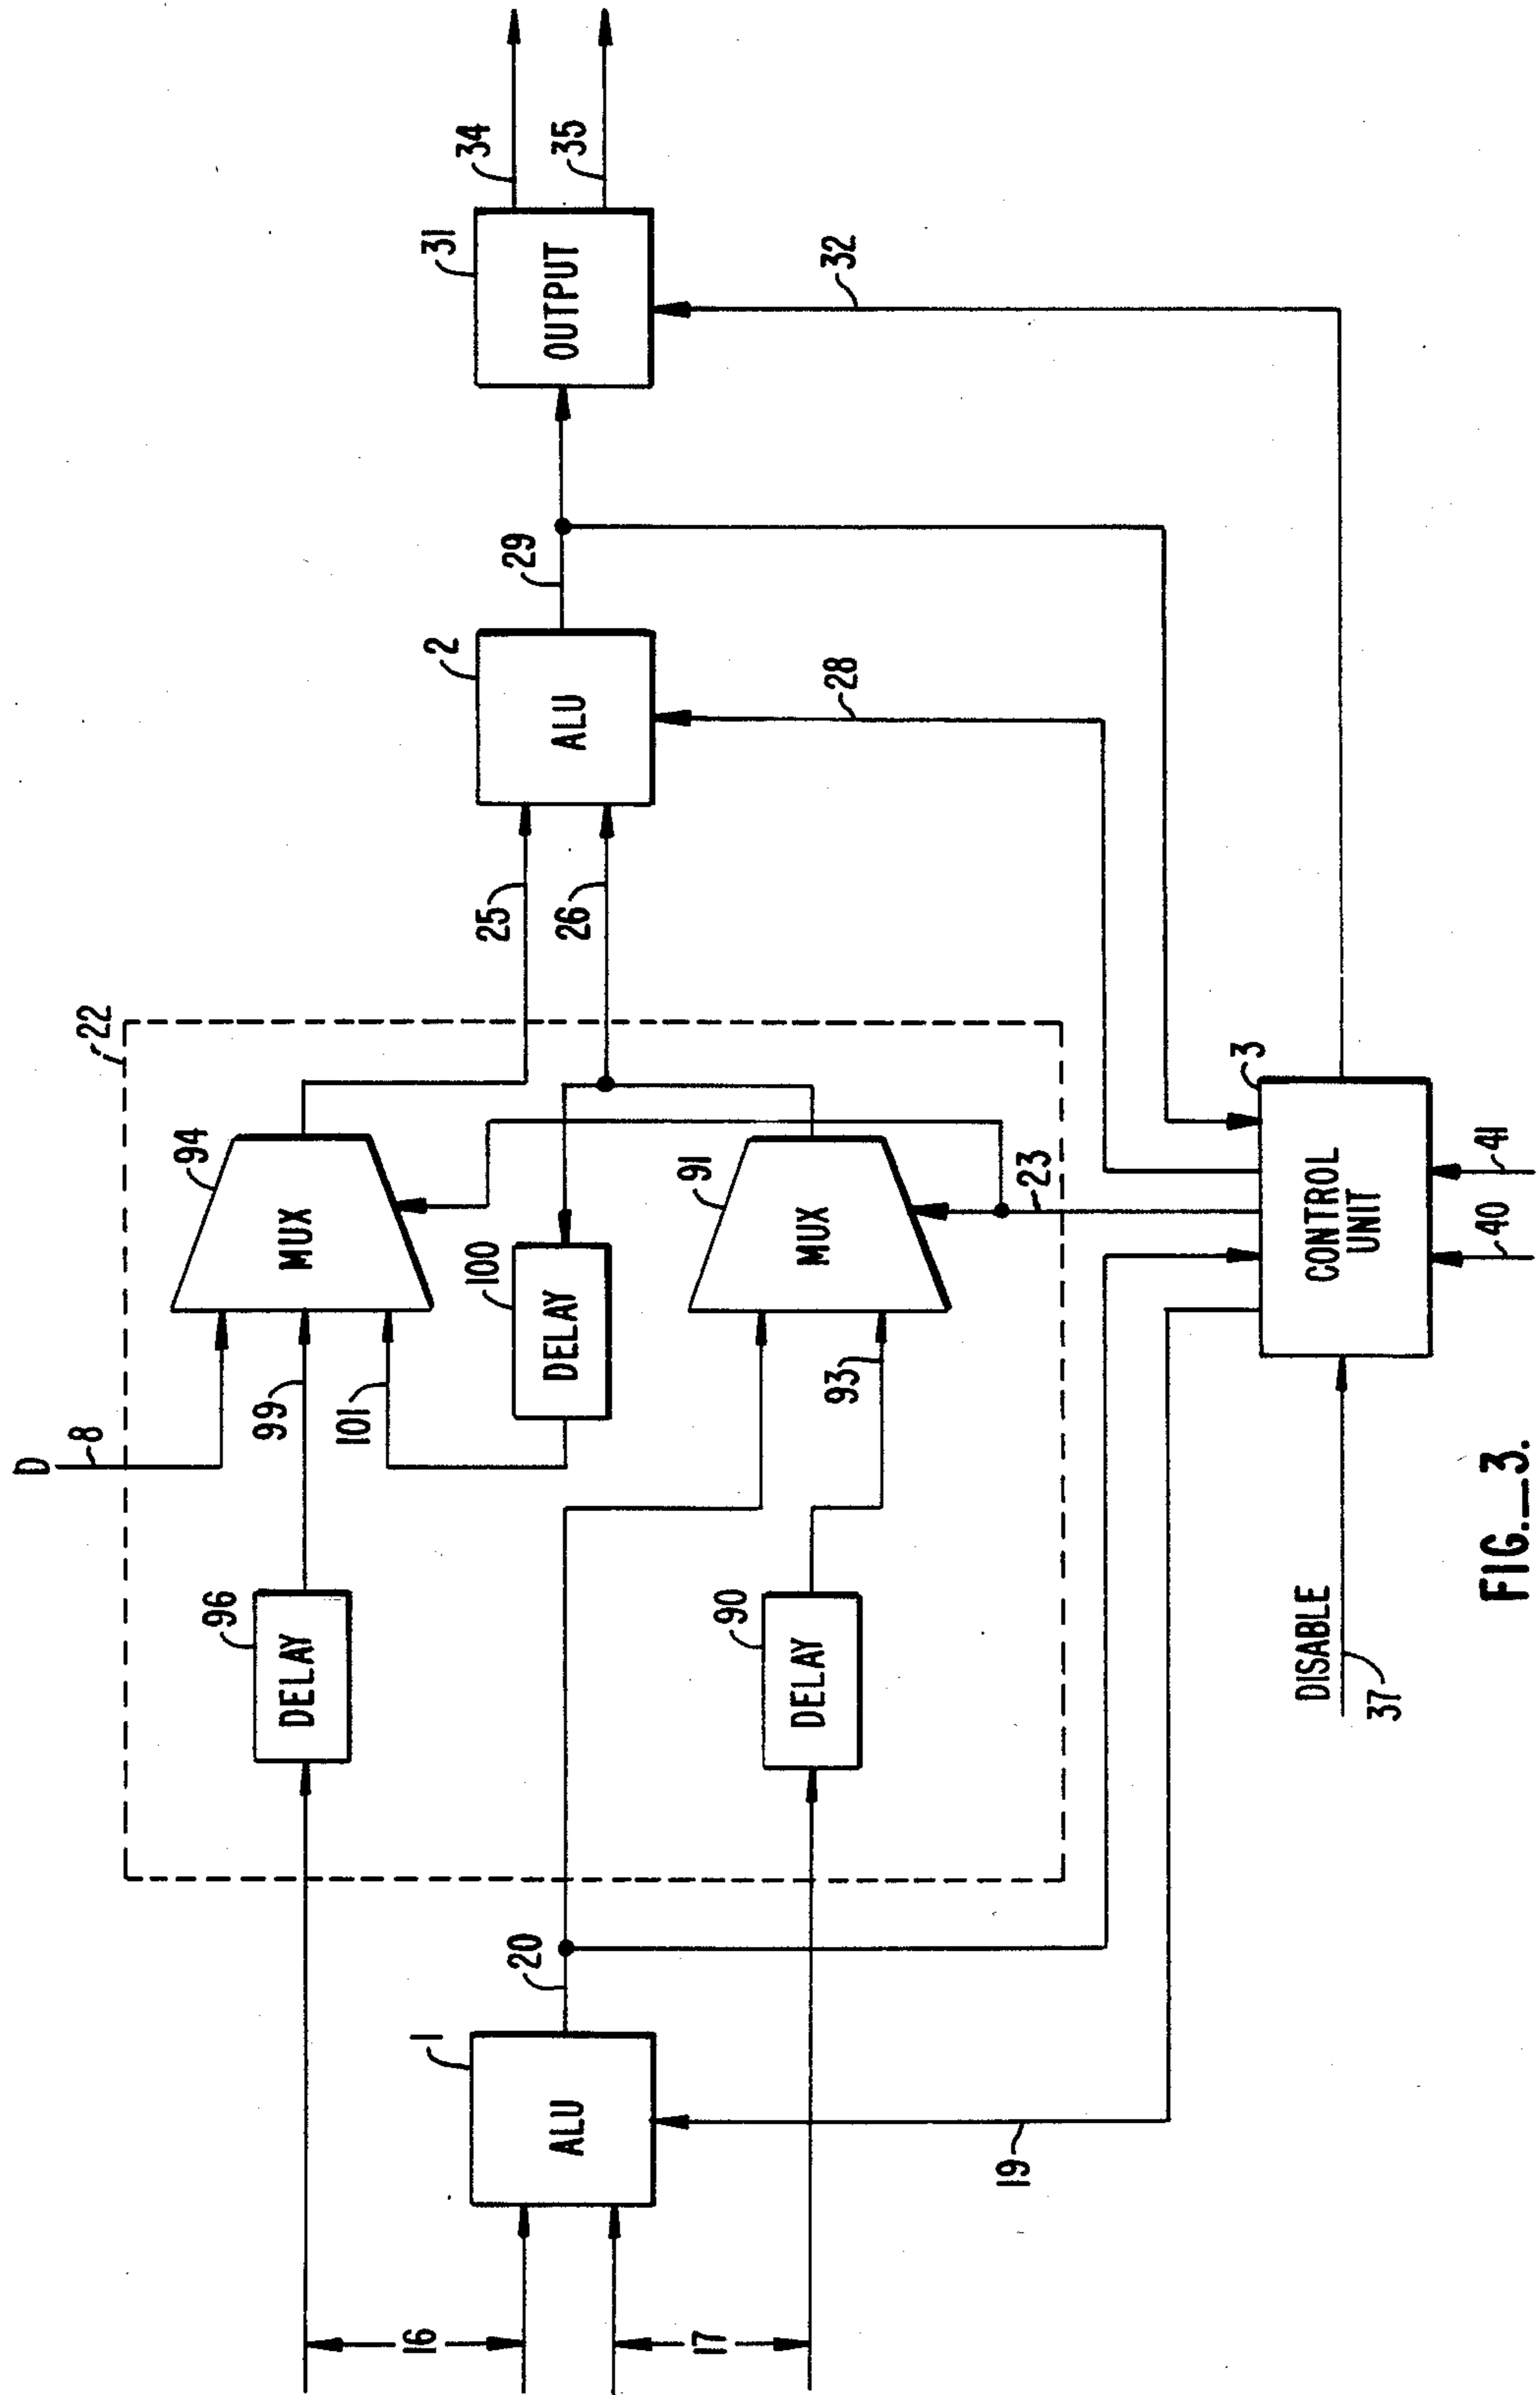 D
8
22
94
MUX
99
101
96
DELAY
100
DELAY
91
MUX
93
90
DELAY
23
25
26
2
ALU
29
28
31
OUTPUT
34
35
32
1
ALU
20
19
16
17
3
CONTROL
UNIT
40
41
DISABLE
37
FIG._3.